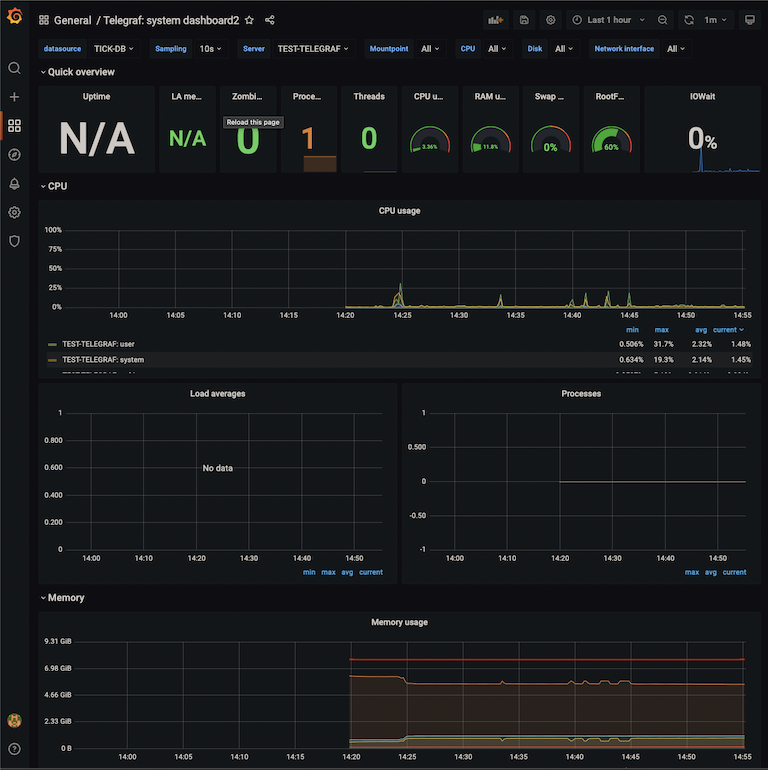 General / Telegraf: system dashboard2
Last 1 hour
1m
datasource TICK-DB Sampling 10s Server TEST-TELEGRAF Mountpoint All CPU All Disk All Network interface All
Quick overview
Uptime LA me... Zombi... Proce... Threads CPU u... RAM u... Swap ... RootF... IOWait
Reload this page
N/A N/A 0 1 0 3.36% 11.8% 0% 60% 0%
CPU
CPU usage
100%
75%
50%
25%
0%
14:00 14:05 14:10 14:15 14:20 14:25 14:30 14:35 14:40 14:45 14:50 14:55
min max avg current
TEST-TELEGRAF: user 0.506% 31.7% 2.32% 1.48%
TEST-TELEGRAF: system 0.634% 19.3% 2.14% 1.45%
Load averages
1
0.800
0.600
0.400
0.200
0
No data
14:00 14:10 14:20 14:30 14:40 14:50
min max avg current
Processes
1
0.500
0
-0.50
-1
14:00 14:10 14:20 14:30 14:40 14:50
max avg current
Memory
Memory usage
9.31 GiB
6.98 GiB
4.66 GiB
2.33 GiB
0 B
14:00 14:05 14:10 14:15 14:20 14:25 14:30 14:35 14:40 14:45 14:50 14:55